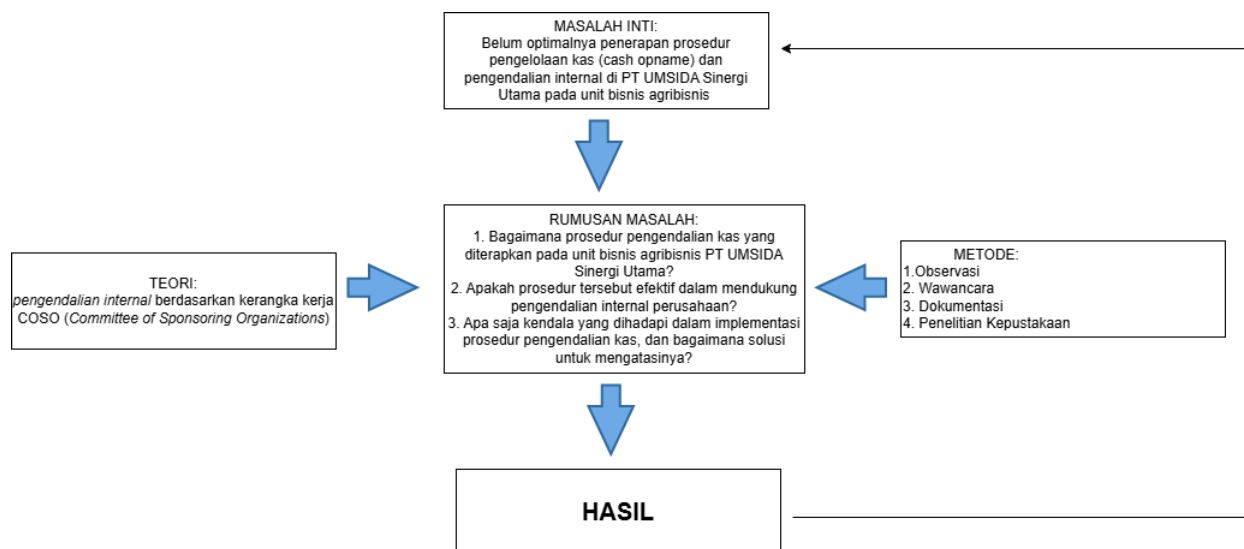 MASALAH INTI:
Belum optimalnya penerapan prosedur
pengelolaan kas (cash opname) dan
pengendalian internal di PT UMSIDA Sinergi
Utama pada unit bisnis agribisnis
RUMUSAN MASALAH:
1. Bagaimana prosedur pengendalian kas yang
diterapkan pada unit bisnis agribisnis PT UMSIDA
Sinergi Utama?
2. Apakah prosedur tersebut efektif dalam mendukung
pengendalian internal perusahaan?
3. Apa saja kendala yang dihadapi dalam implementasi
prosedur pengendalian kas, dan bagaimana solusi
untuk mengatasinya?
TEORI:
pengendalian internal berdasarkan kerangka kerja
COSO (Committee of Sponsoring Organizations)
METODE:
1.Observasi
2. Wawancara
3. Dokumentasi
4. Penelitian Kepustakaan
HASIL